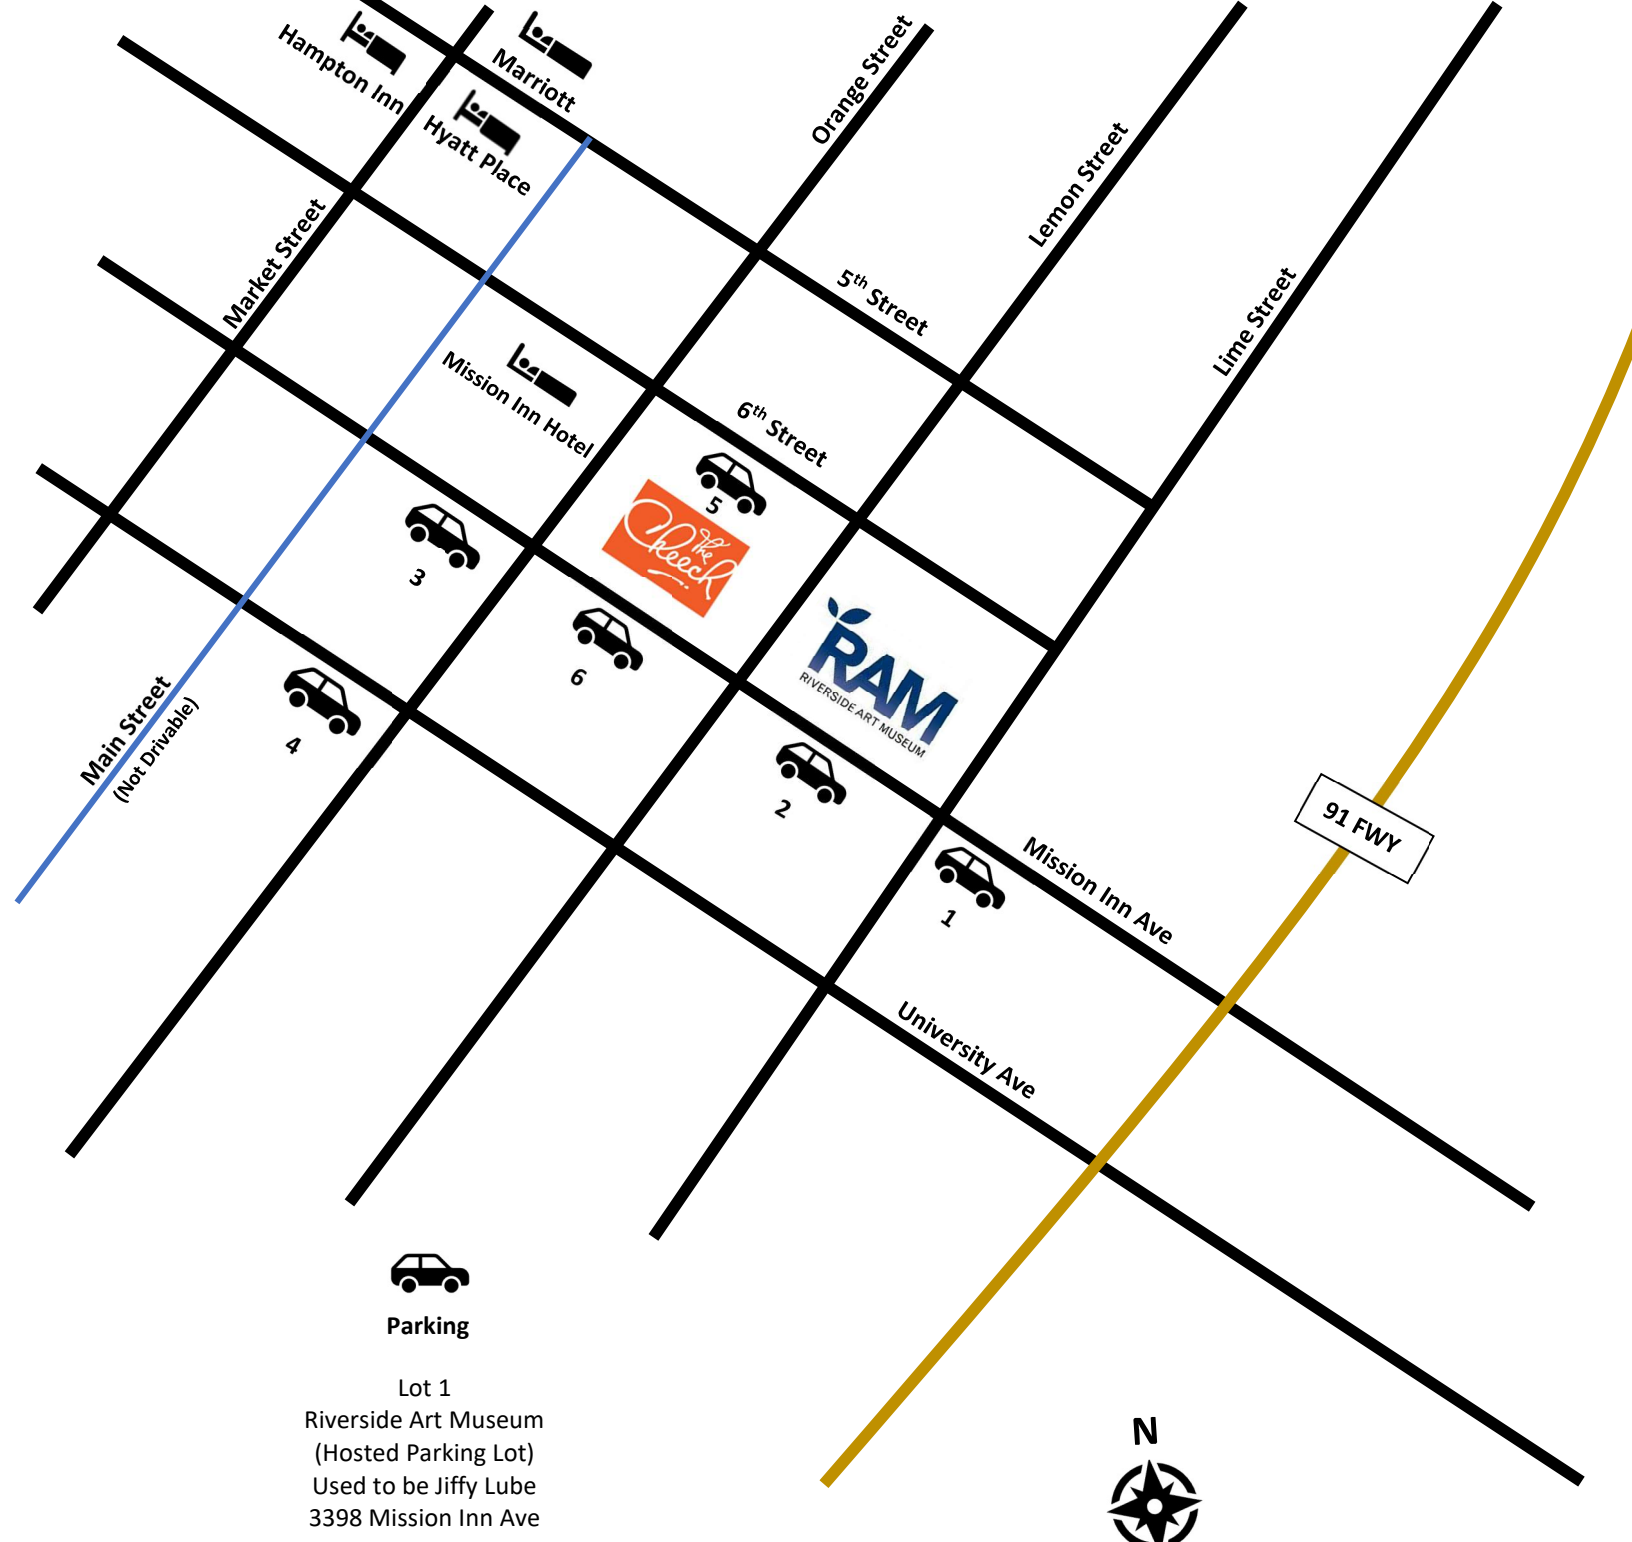 Hampton Inn
Marriott
Hyatt Place
Orange Street
Lemon Street
Market Street
Lime Street
5th Street
Mission Inn Hotel
6th Street
5
The
Cheech
3
6
RAM
RIVERSIDE ART MUSEUM
Main Street
(Not Drivable)
4
2
91 FWY
Mission Inn Ave
1
University Ave
Parking
Lot 1
Riverside Art Museum
(Hosted Parking Lot)
Used to be Jiffy Lube
3398 Mission Inn Ave
N